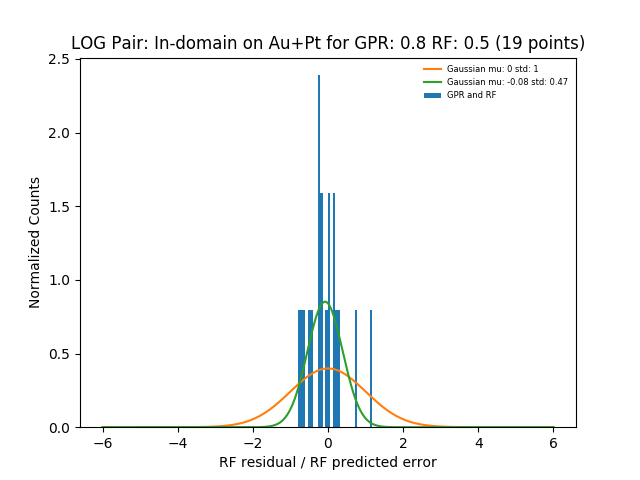 LOG Pair: In-domain on Au+Pt for GPR: 0.8 RF: 0.5 (19 points)
Gaussian mu: 0 std: 1
Gaussian mu: -0.08 std: 0.47
GPR and RF
Normalized Counts
2.5
2.0
1.5
1.0
0.5
0.0
−6
−4
−2
0
2
4
6
RF residual / RF predicted error